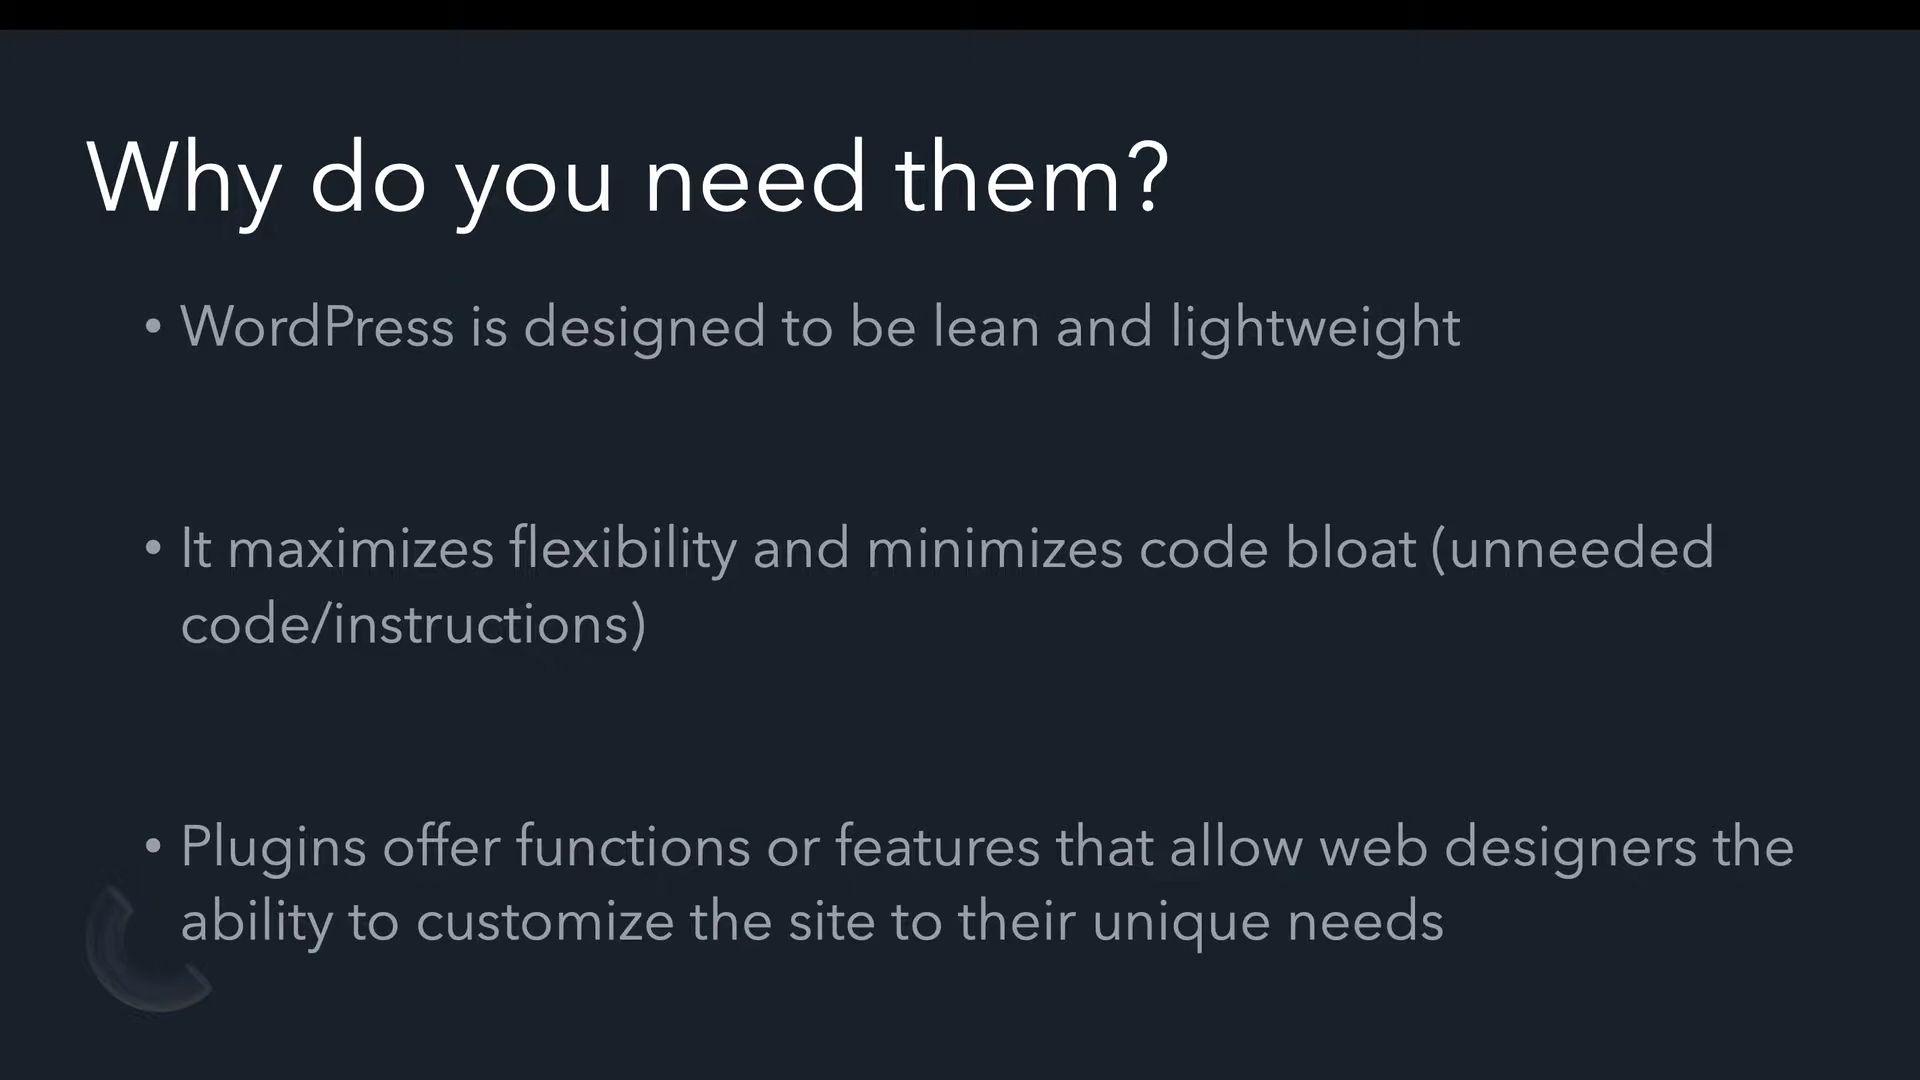 Why do you need them?
• WordPress is designed to be lean and lightweight
• It maximizes flexibility and minimizes code bloat (unneeded
code/instructions)
• Plugins offer functions or features that allow web designers the
ability to customize the site to their unique needs